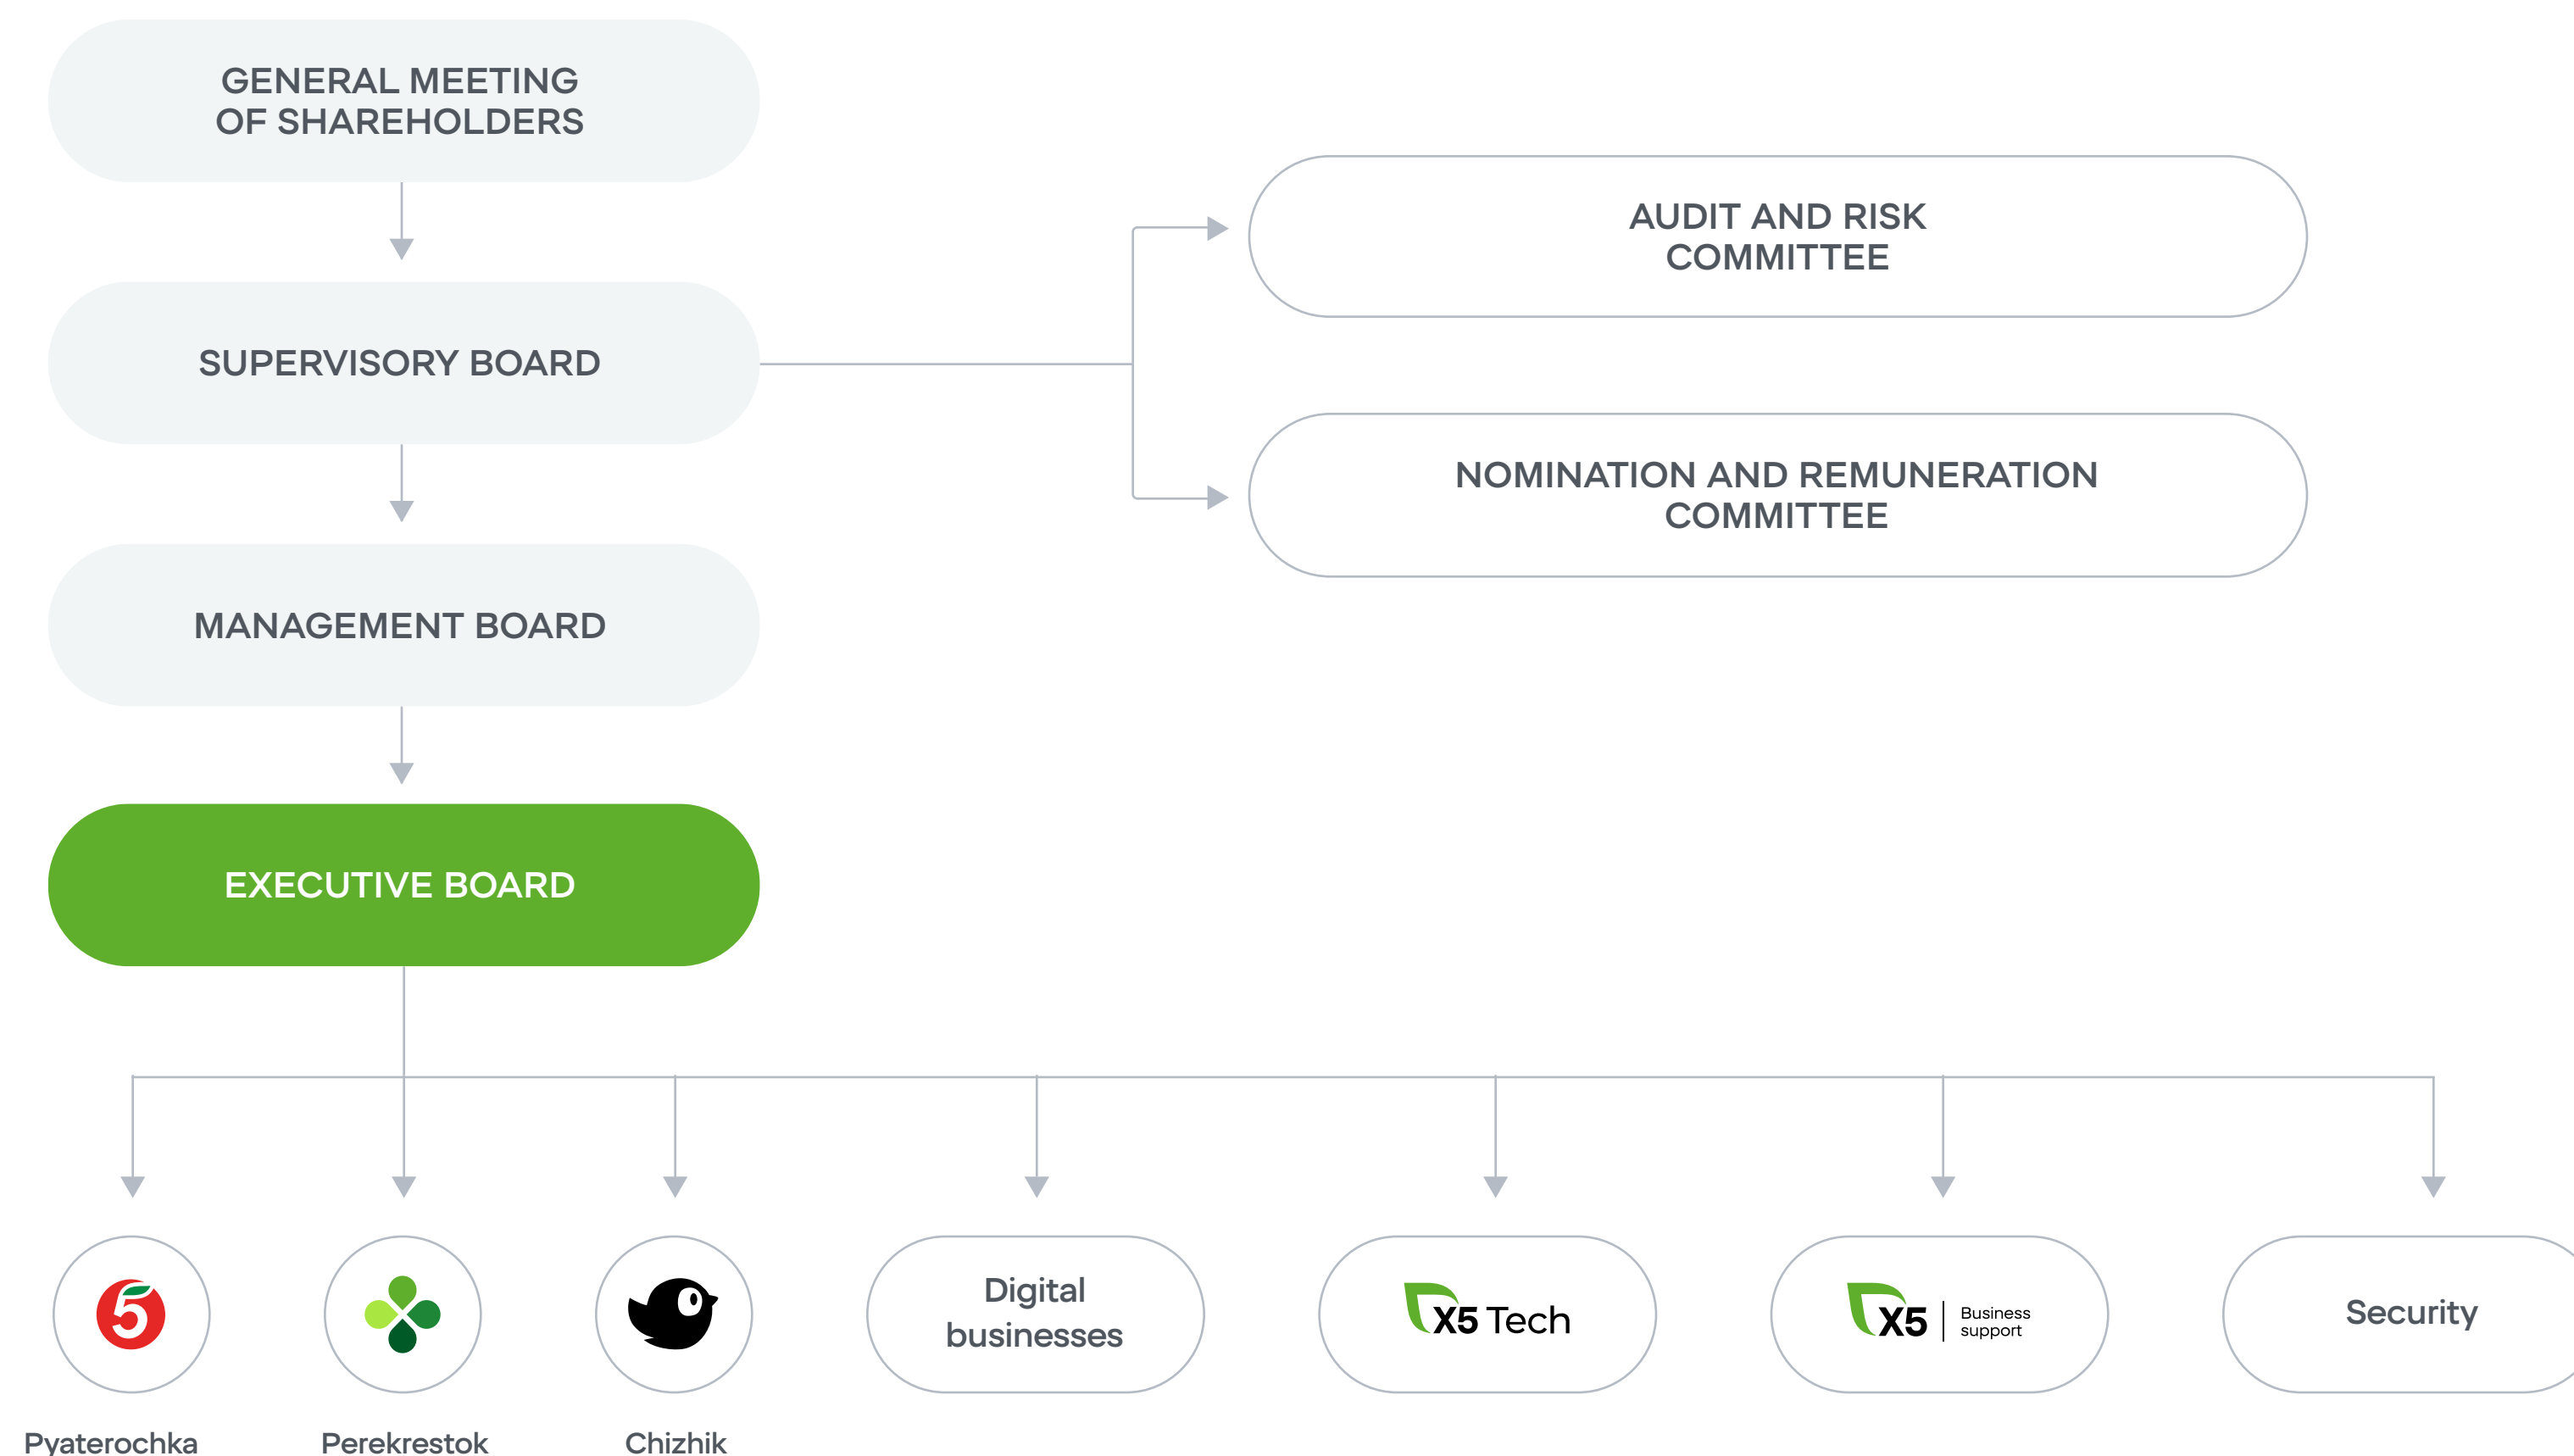 GENERAL MEETING
OF SHAREHOLDERS
AUDIT AND RISK
COMMITTEE
SUPERVISORY BOARD
NOMINATION AND REMUNERATION
COMMITTEE
MANAGEMENT BOARD
EXECUTIVE BOARD
5
Digital
businesses
X5 Tech
X5
Business
support
Security
Pyaterochka
Perekrestok
Chizhik